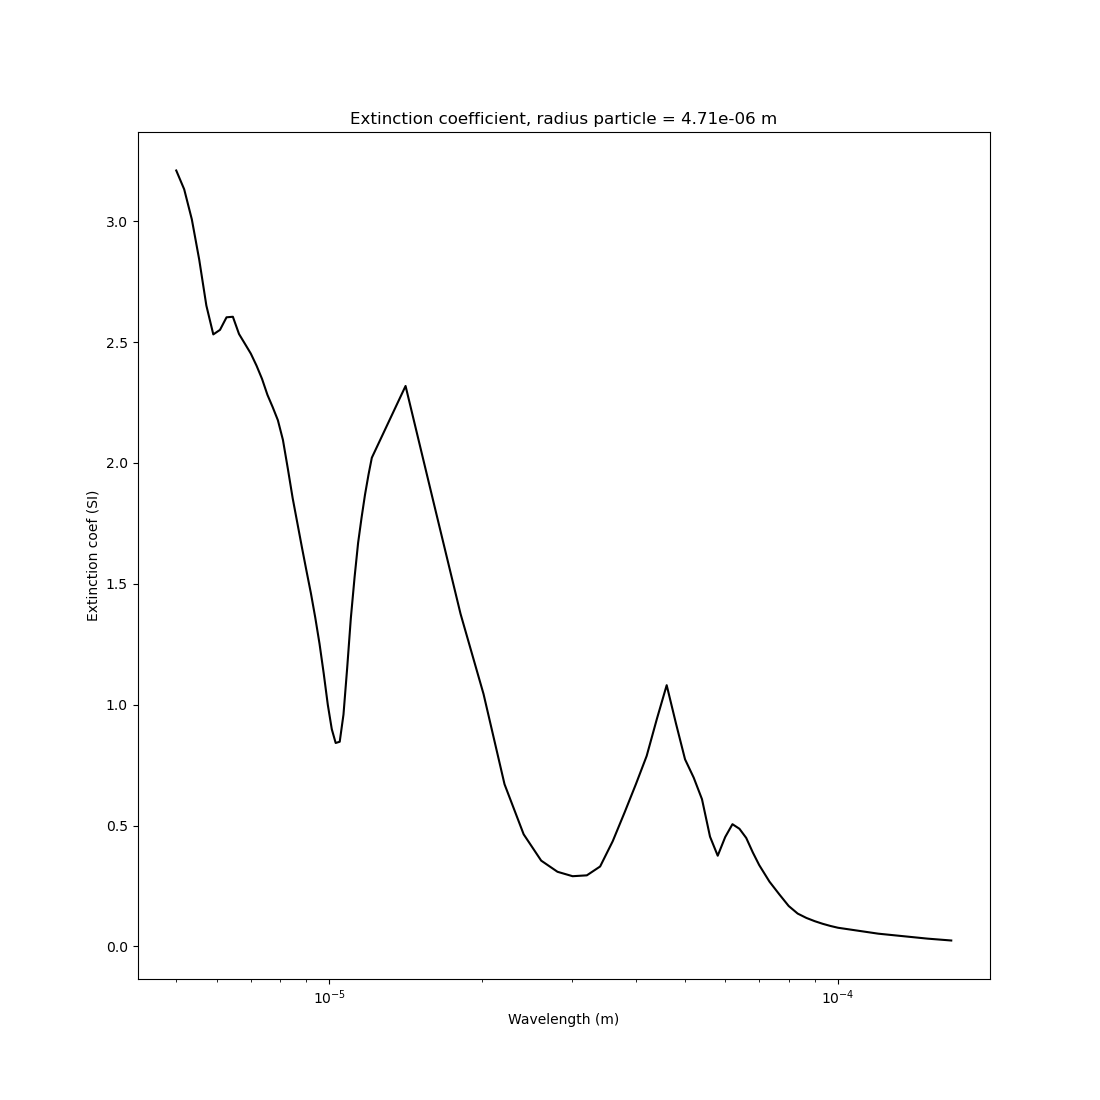 Extinction coefficient, radius particle = 4.71e-06 m
Extinction coef (SI)
3.0
2.5
2.0
1.5
1.0
0.5
0.0
10⁻⁵ 10⁻⁴
Wavelength (m)